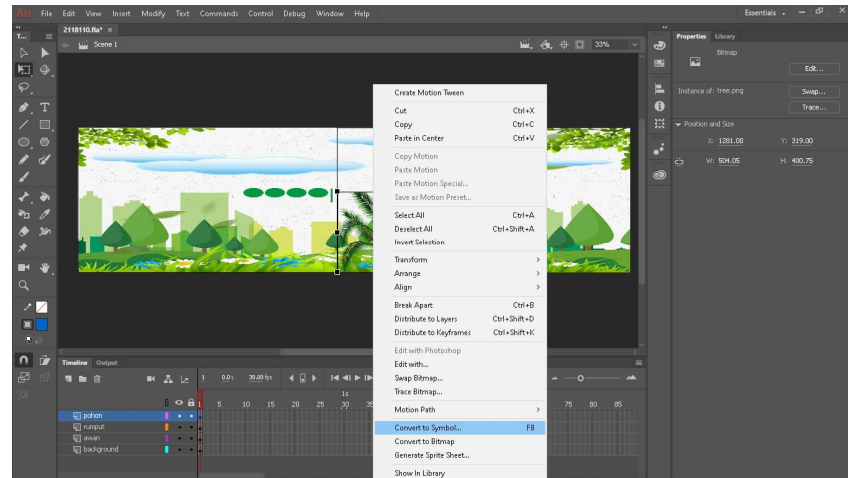 An File Edit View Insert Modify Text Commands Control Debug Window Help Essentials
2118110.fla* ×
T...
Scene 1 33%
Properties Library
Bitmap
Edit...
Instance of: tree.png Swap...
Trace...
Position and Size
X: 1281.00 Y: 319.00
W: 504.05 H: 400.75
Create Motion Tween
Cut Ctrl+X
Copy Ctrl+C
Paste in Center Ctrl+V
Copy Motion
Paste Motion
Paste Motion Special...
Save as Motion Preset...
Select All Ctrl+A
Deselect All Ctrl+Shift+A
Invert Selection
Transform
Arrange
Align
Break Apart Ctrl+B
Distribute to Layers Ctrl+Shift+D
Distribute to Keyframes Ctrl+Shift+K
Edit with Photoshop
Edit with...
Swap Bitmap...
Trace Bitmap...
Motion Path
Convert to Symbol... F8
Convert to Bitmap
Generate Sprite Sheet...
Show In Library
Timeline Output
1 0.0s 30.00 fps
1s
1 5 10 15 20 25 30 35 75 80 85
pohon
rumput
awan
background